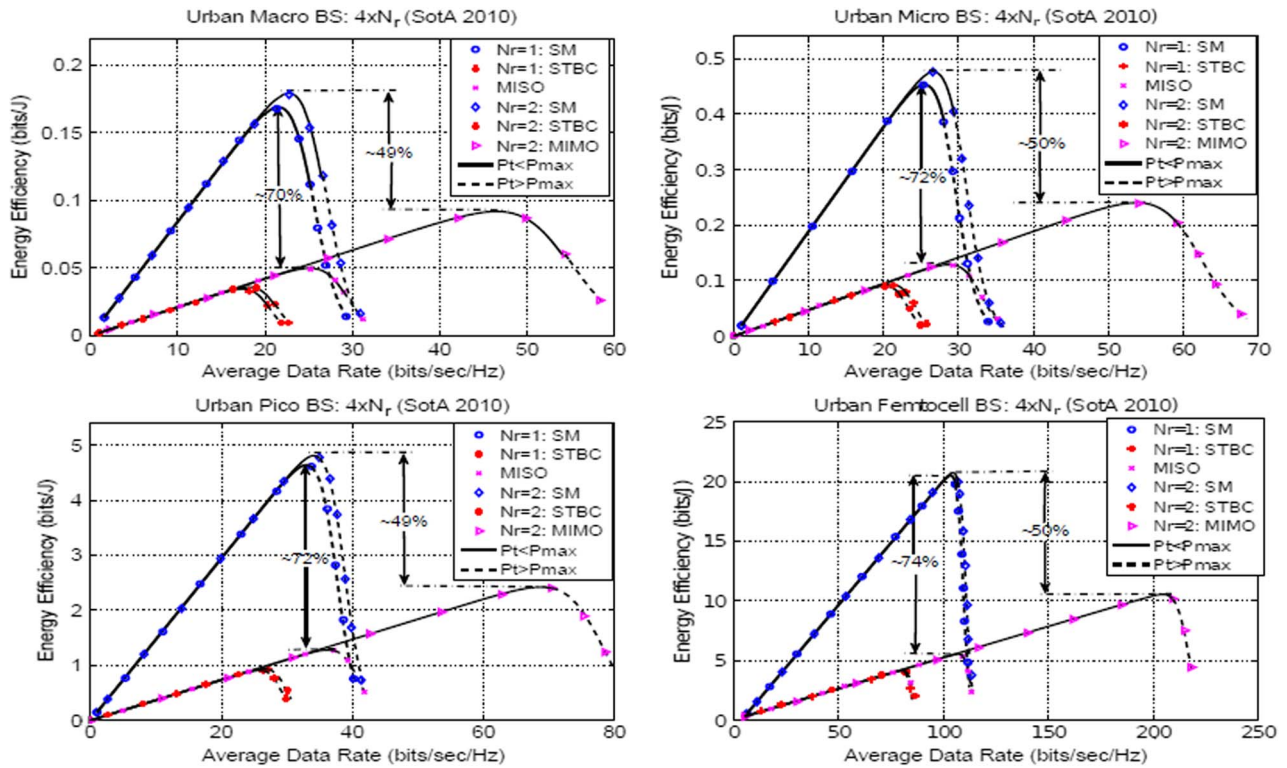 Urban Macro BS: 4xNr (SotA 2010)
Energy Efficiency (bits/J)
0.2
0.15
0.1
0.05
0
~70%
~49%
Nr=1: SM
Nr=1: STBC
MISO
Nr=2: SM
Nr=2: STBC
Nr=2: MIMO
Pt<Pmax
Pt>Pmax
0 10 20 30 40 50 60
Average Data Rate (bits/sec/Hz)
Urban Micro BS: 4xNr (SotA 2010)
Energy Efficiency (bits/J)
0.5
0.4
0.3
0.2
0.1
0
~72%
~50%
Nr=1: SM
Nr=1: STBC
MISO
Nr=2: SM
Nr=2: STBC
Nr=2: MIMO
Pt<Pmax
Pt>Pmax
0 10 20 30 40 50 60 70
Average Data Rate (bits/sec/Hz)
Urban Pico BS: 4xNr (SotA 2010)
Energy Efficiency (bits/J)
5
4
3
2
1
0
~72%
~49%
Nr=1: SM
Nr=1: STBC
MISO
Nr=2: SM
Nr=2: STBC
Nr=2: MIMO
Pt<Pmax
Pt>Pmax
0 20 40 60 80
Average Data Rate (bits/sec/Hz)
Urban Femtocell BS: 4xNr (SotA 2010)
Energy Efficiency (bits/J)
25
20
15
10
5
0
~74%
~50%
Nr=1: SM
Nr=1: STBC
MISO
Nr=2: SM
Nr=2: STBC
Nr=2: MIMO
Pt<Pmax
Pt>Pmax
0 50 100 150 200 250
Average Data Rate (bits/sec/Hz)